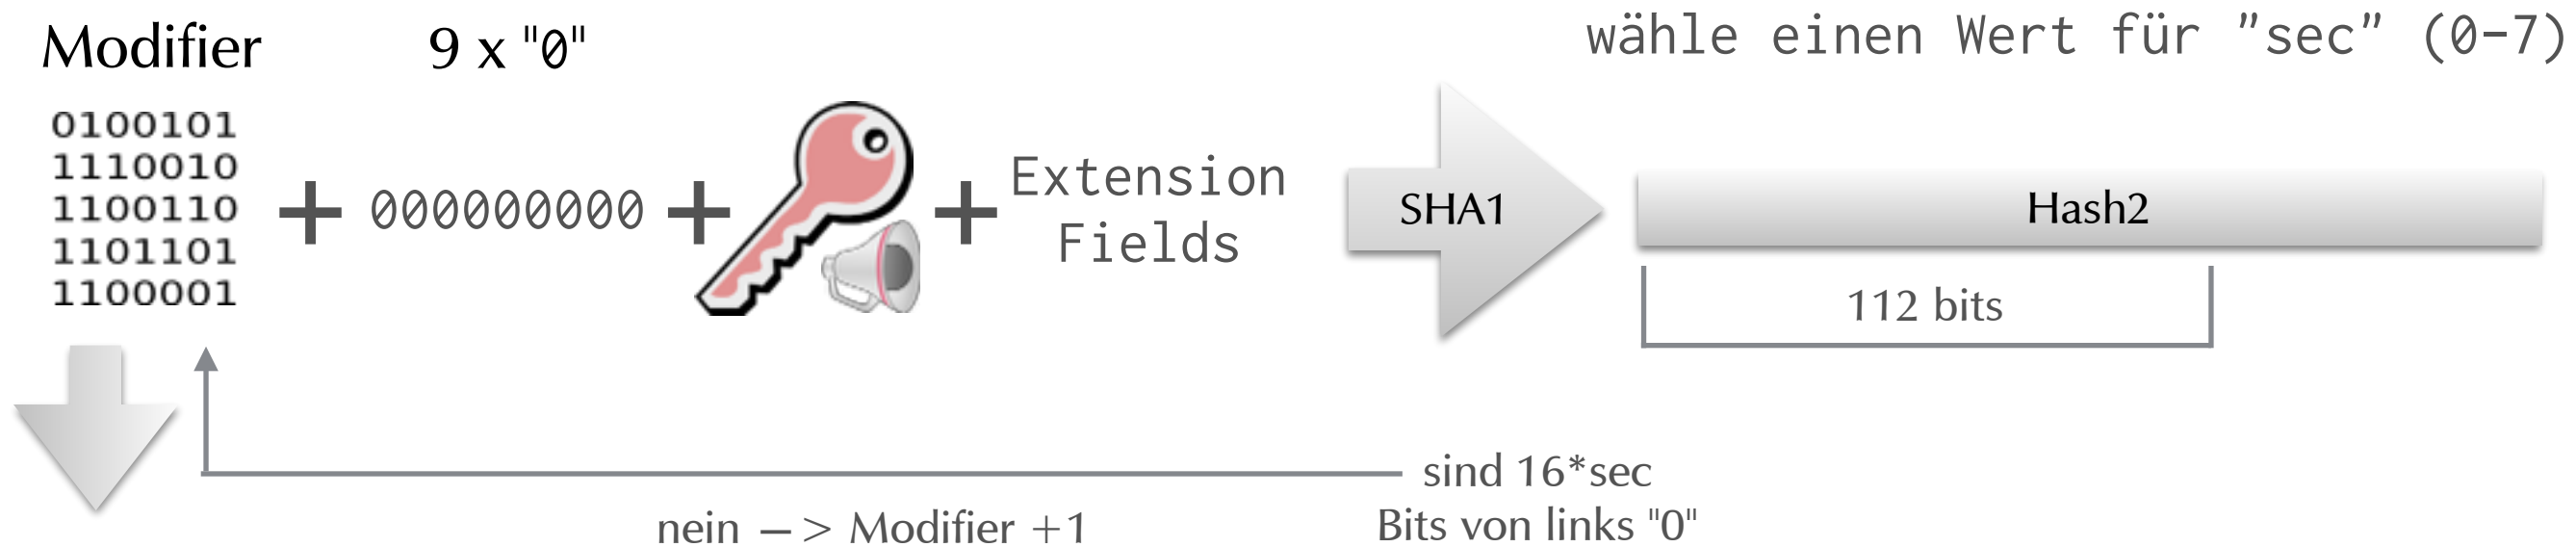 Modifier
9 x "0"
wähle einen Wert für "sec" (0-7)
0100101
1110010
1100110
1101101
1100001
+
000000000
+
+
Extension
Fields
SHA1
Hash2
112 bits
sind 16*sec
Bits von links "0"
nein —> Modifier +1